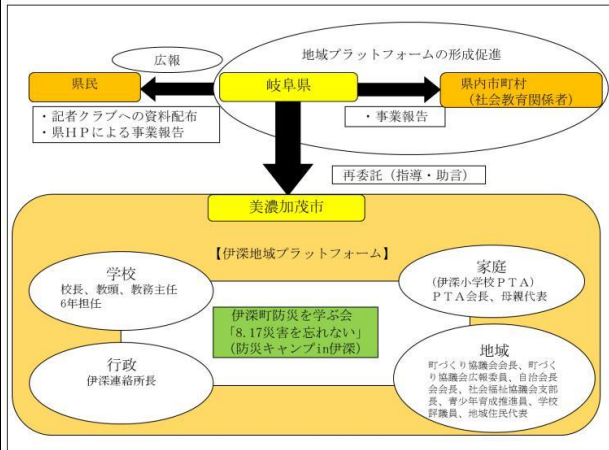 広報
地域プラットフォームの形成促進
県民
岐阜県
県内市町村
(社会教育関係者)
・記者クラブへの資料配布
・県HPによる事業報告
・事業報告
再委託(指導・助言)
美濃加茂市
【伊深地域プラットフォーム】
学校
校長、教頭、教務主任
6年担任
家庭
(伊深小学校PTA)
PTA会長、母親代表
伊深町防災を学ぶ会
「8.17災害を忘れない」
(防災キャンプin伊深)
行政
伊深連絡所長
地域
町づくり協議会会長、町づく
り協議会広報委員、自治会長
会会長、社会福祉協議会支部
長、青少年育成推進員、学校
評議員、地域住民代表